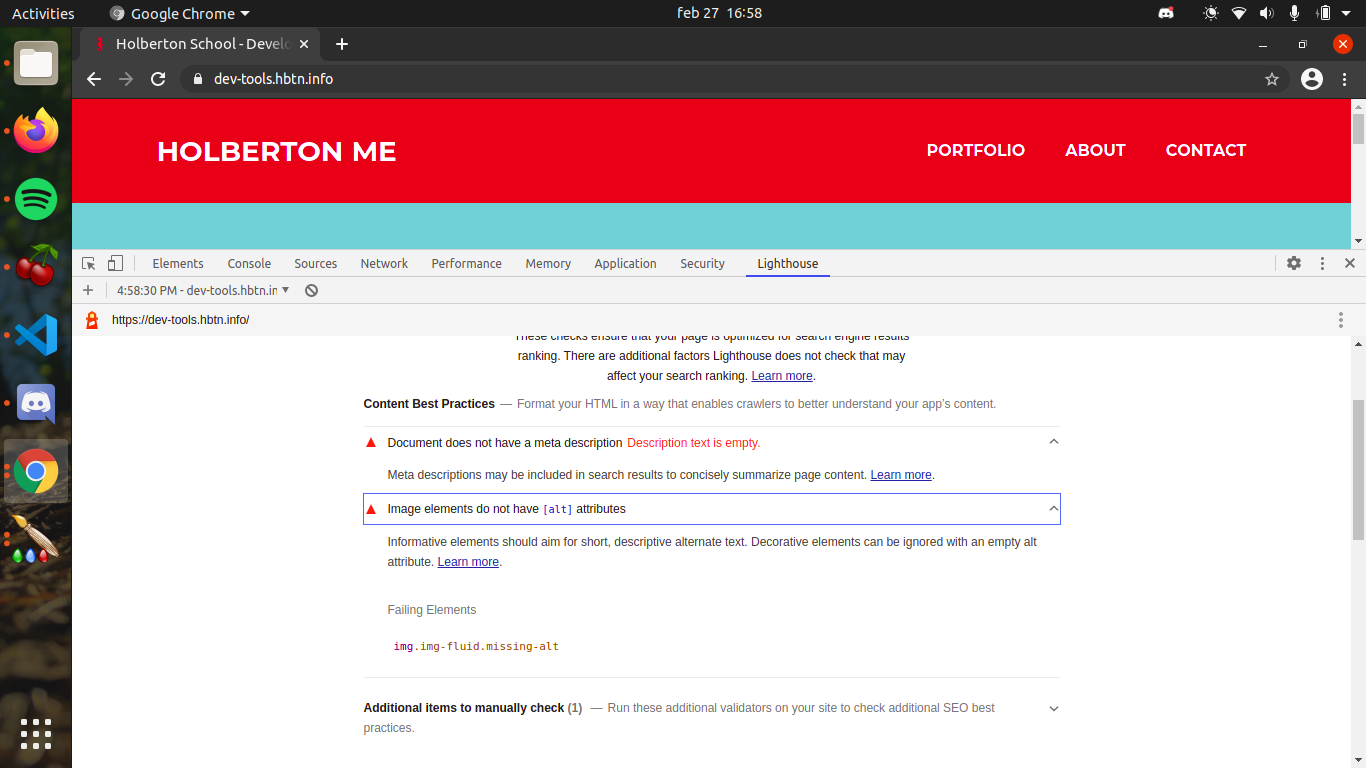 Activities
Google Chrome
feb 27 16:58
Holberton School - Develo
dev-tools.hbtn.info
HOLBERTON ME
PORTFOLIO
ABOUT
CONTACT
Elements
Console
Sources
Network
Performance
Memory
Application
Security
Lighthouse
4:58:30 PM - dev-tools.hbtn.in
https://dev-tools.hbtn.info/
These checks ensure that your page is optimized for search engine results
ranking. There are additional factors Lighthouse does not check that may
affect your search ranking. Learn more.
Content Best Practices — Format your HTML in a way that enables crawlers to better understand your app's content.
Document does not have a meta description Description text is empty.
Meta descriptions may be included in search results to concisely summarize page content. Learn more.
Image elements do not have [alt] attributes
Informative elements should aim for short, descriptive alternate text. Decorative elements can be ignored with an empty alt
attribute. Learn more.
Failing Elements
img.img-fluid.missing-alt
Additional items to manually check (1) — Run these additional validators on your site to check additional SEO best
practices.